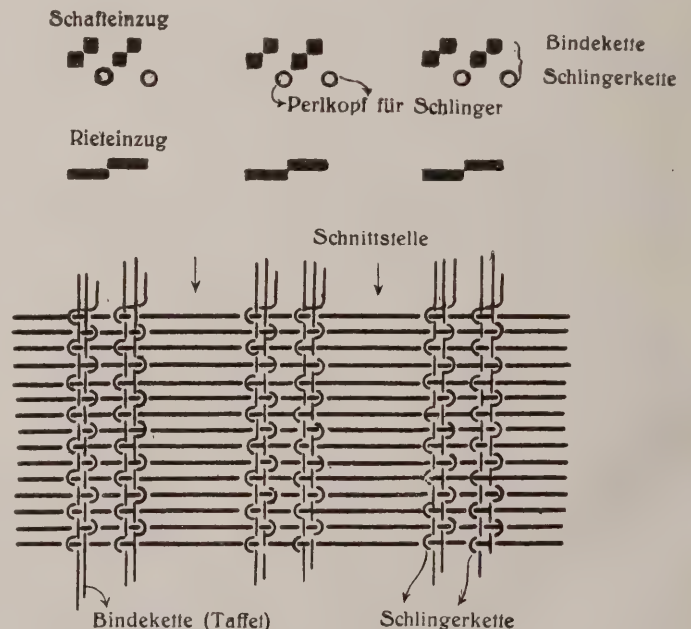 Schafteinzug
Bindekette
Schlingerkette
Perlkopf für Schlinger
Rieteinzug
Schnittstelle
Bindekette (Taffet)
Schlingerkette